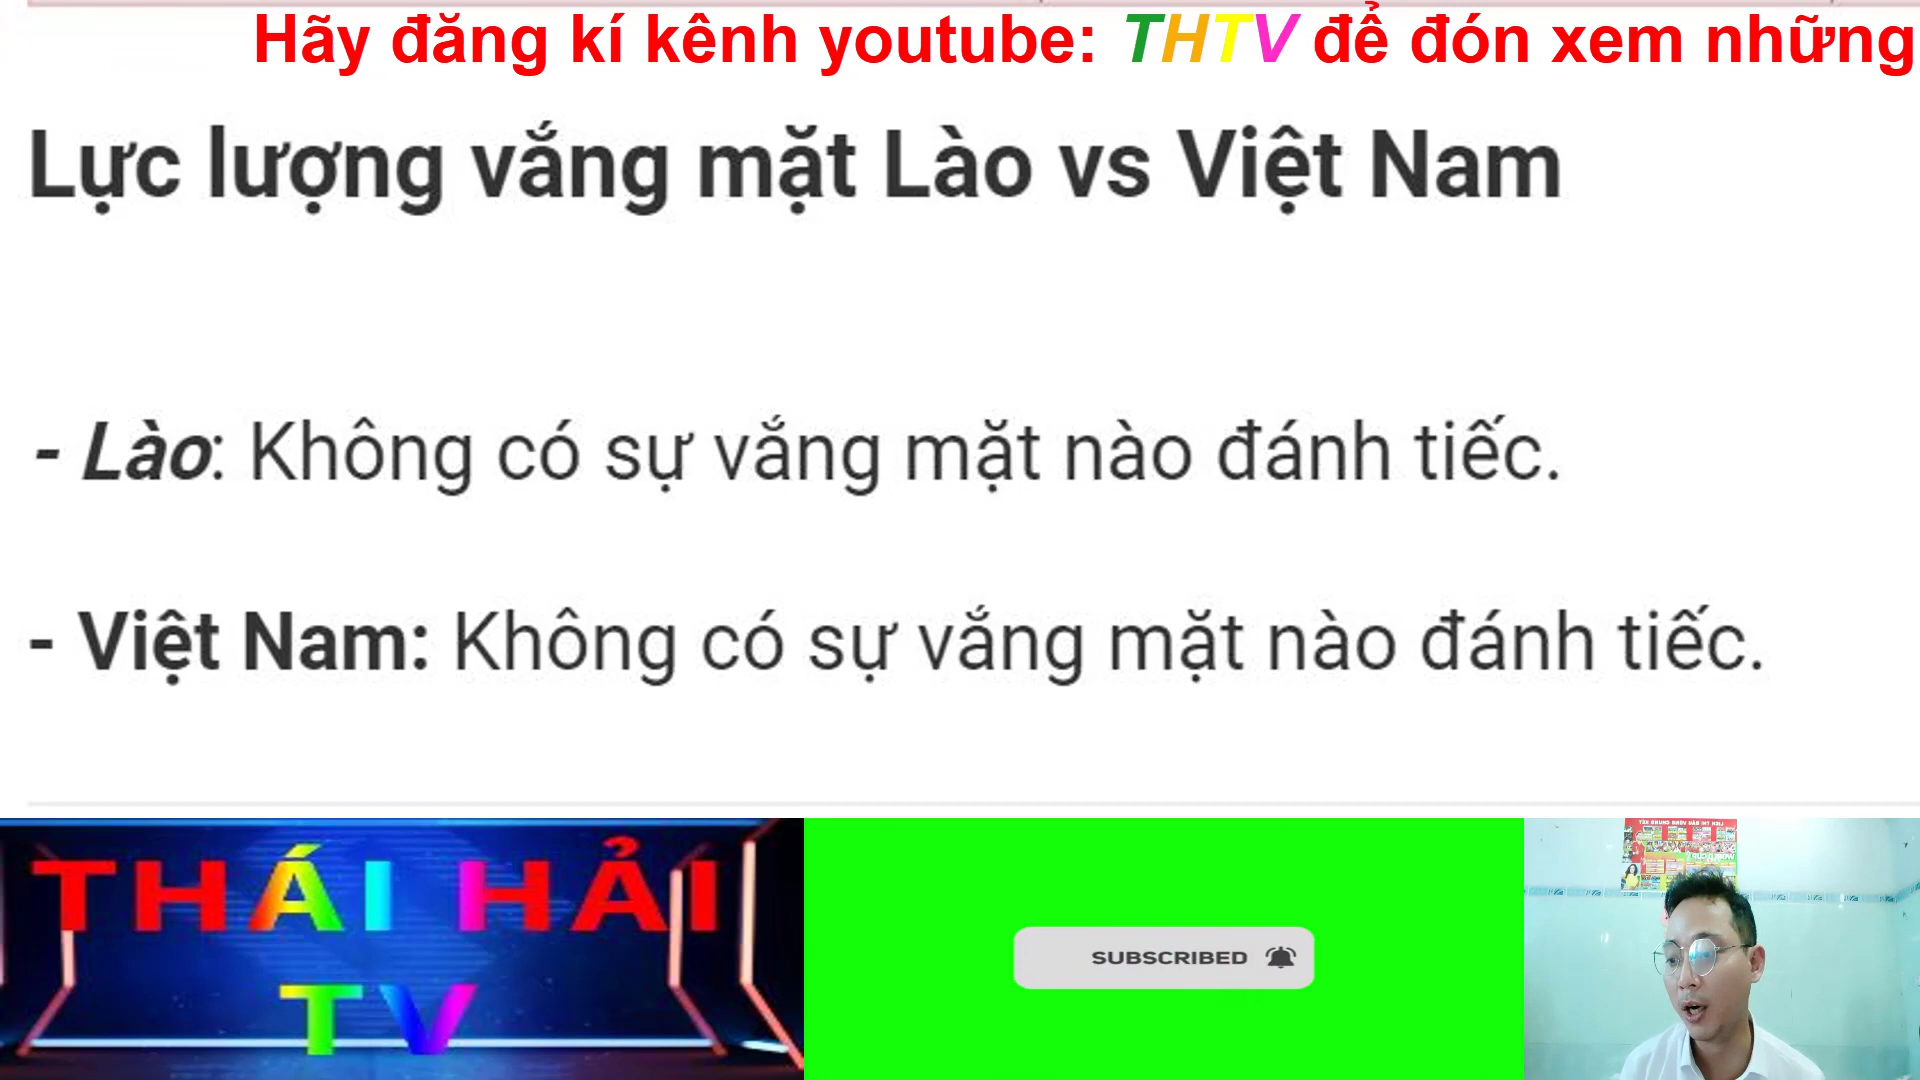 Hãy đăng kí kênh youtube: THTV để đón xem những
Lực lượng vắng mặt Lào vs Việt Nam
- Lào: Không có sự vắng mặt nào đánh tiếc.
- Việt Nam: Không có sự vắng mặt nào đánh tiếc.
THÁI HẢI
TV
SUBSCRIBED